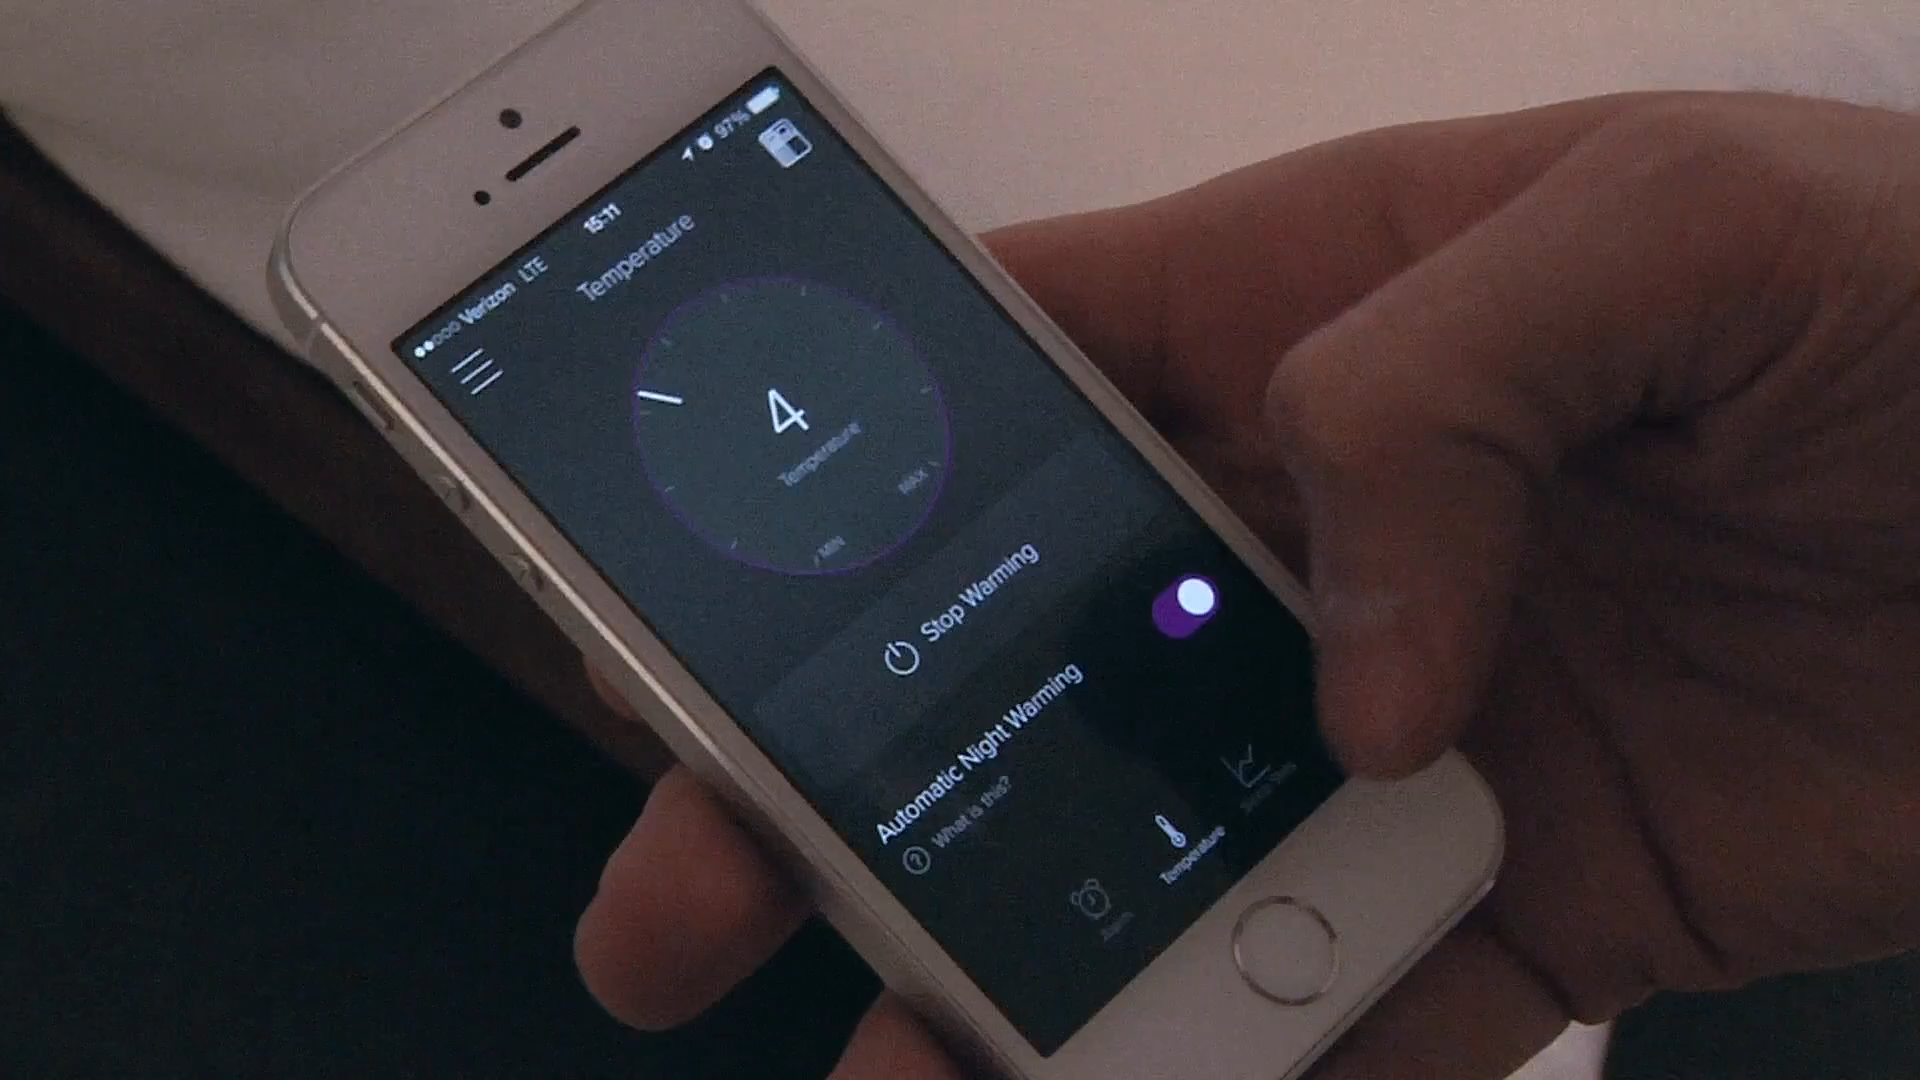 Verizon LTE 15:11 97%
Temperature
4
Temperature
MIN MAX
Stop Warming
Automatic Night Warming
What is this?
Alarm Temperature